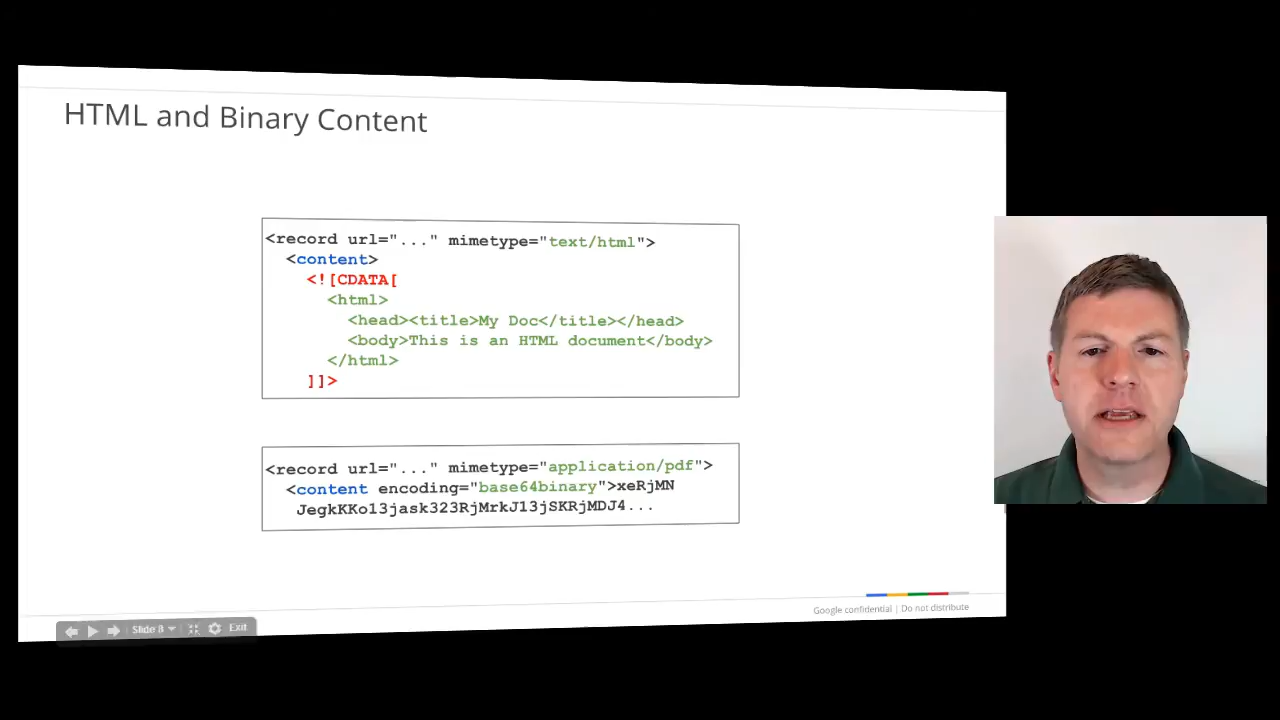 HTML and Binary Content
<record url="..." mimetype="text/html">
<content>
<![CDATA[
<html>
<head><title>My Doc</title></head>
<body>This is an HTML document</body>
</html>
]]>
<record url="..." mimetype="application/pdf">
<content encoding="base64binary">xeRjMN
JegkKKo13jask323RjMrkJ13jSKRjMDJ4...
Google confidential | Do not distribute
Slide 8
Exit